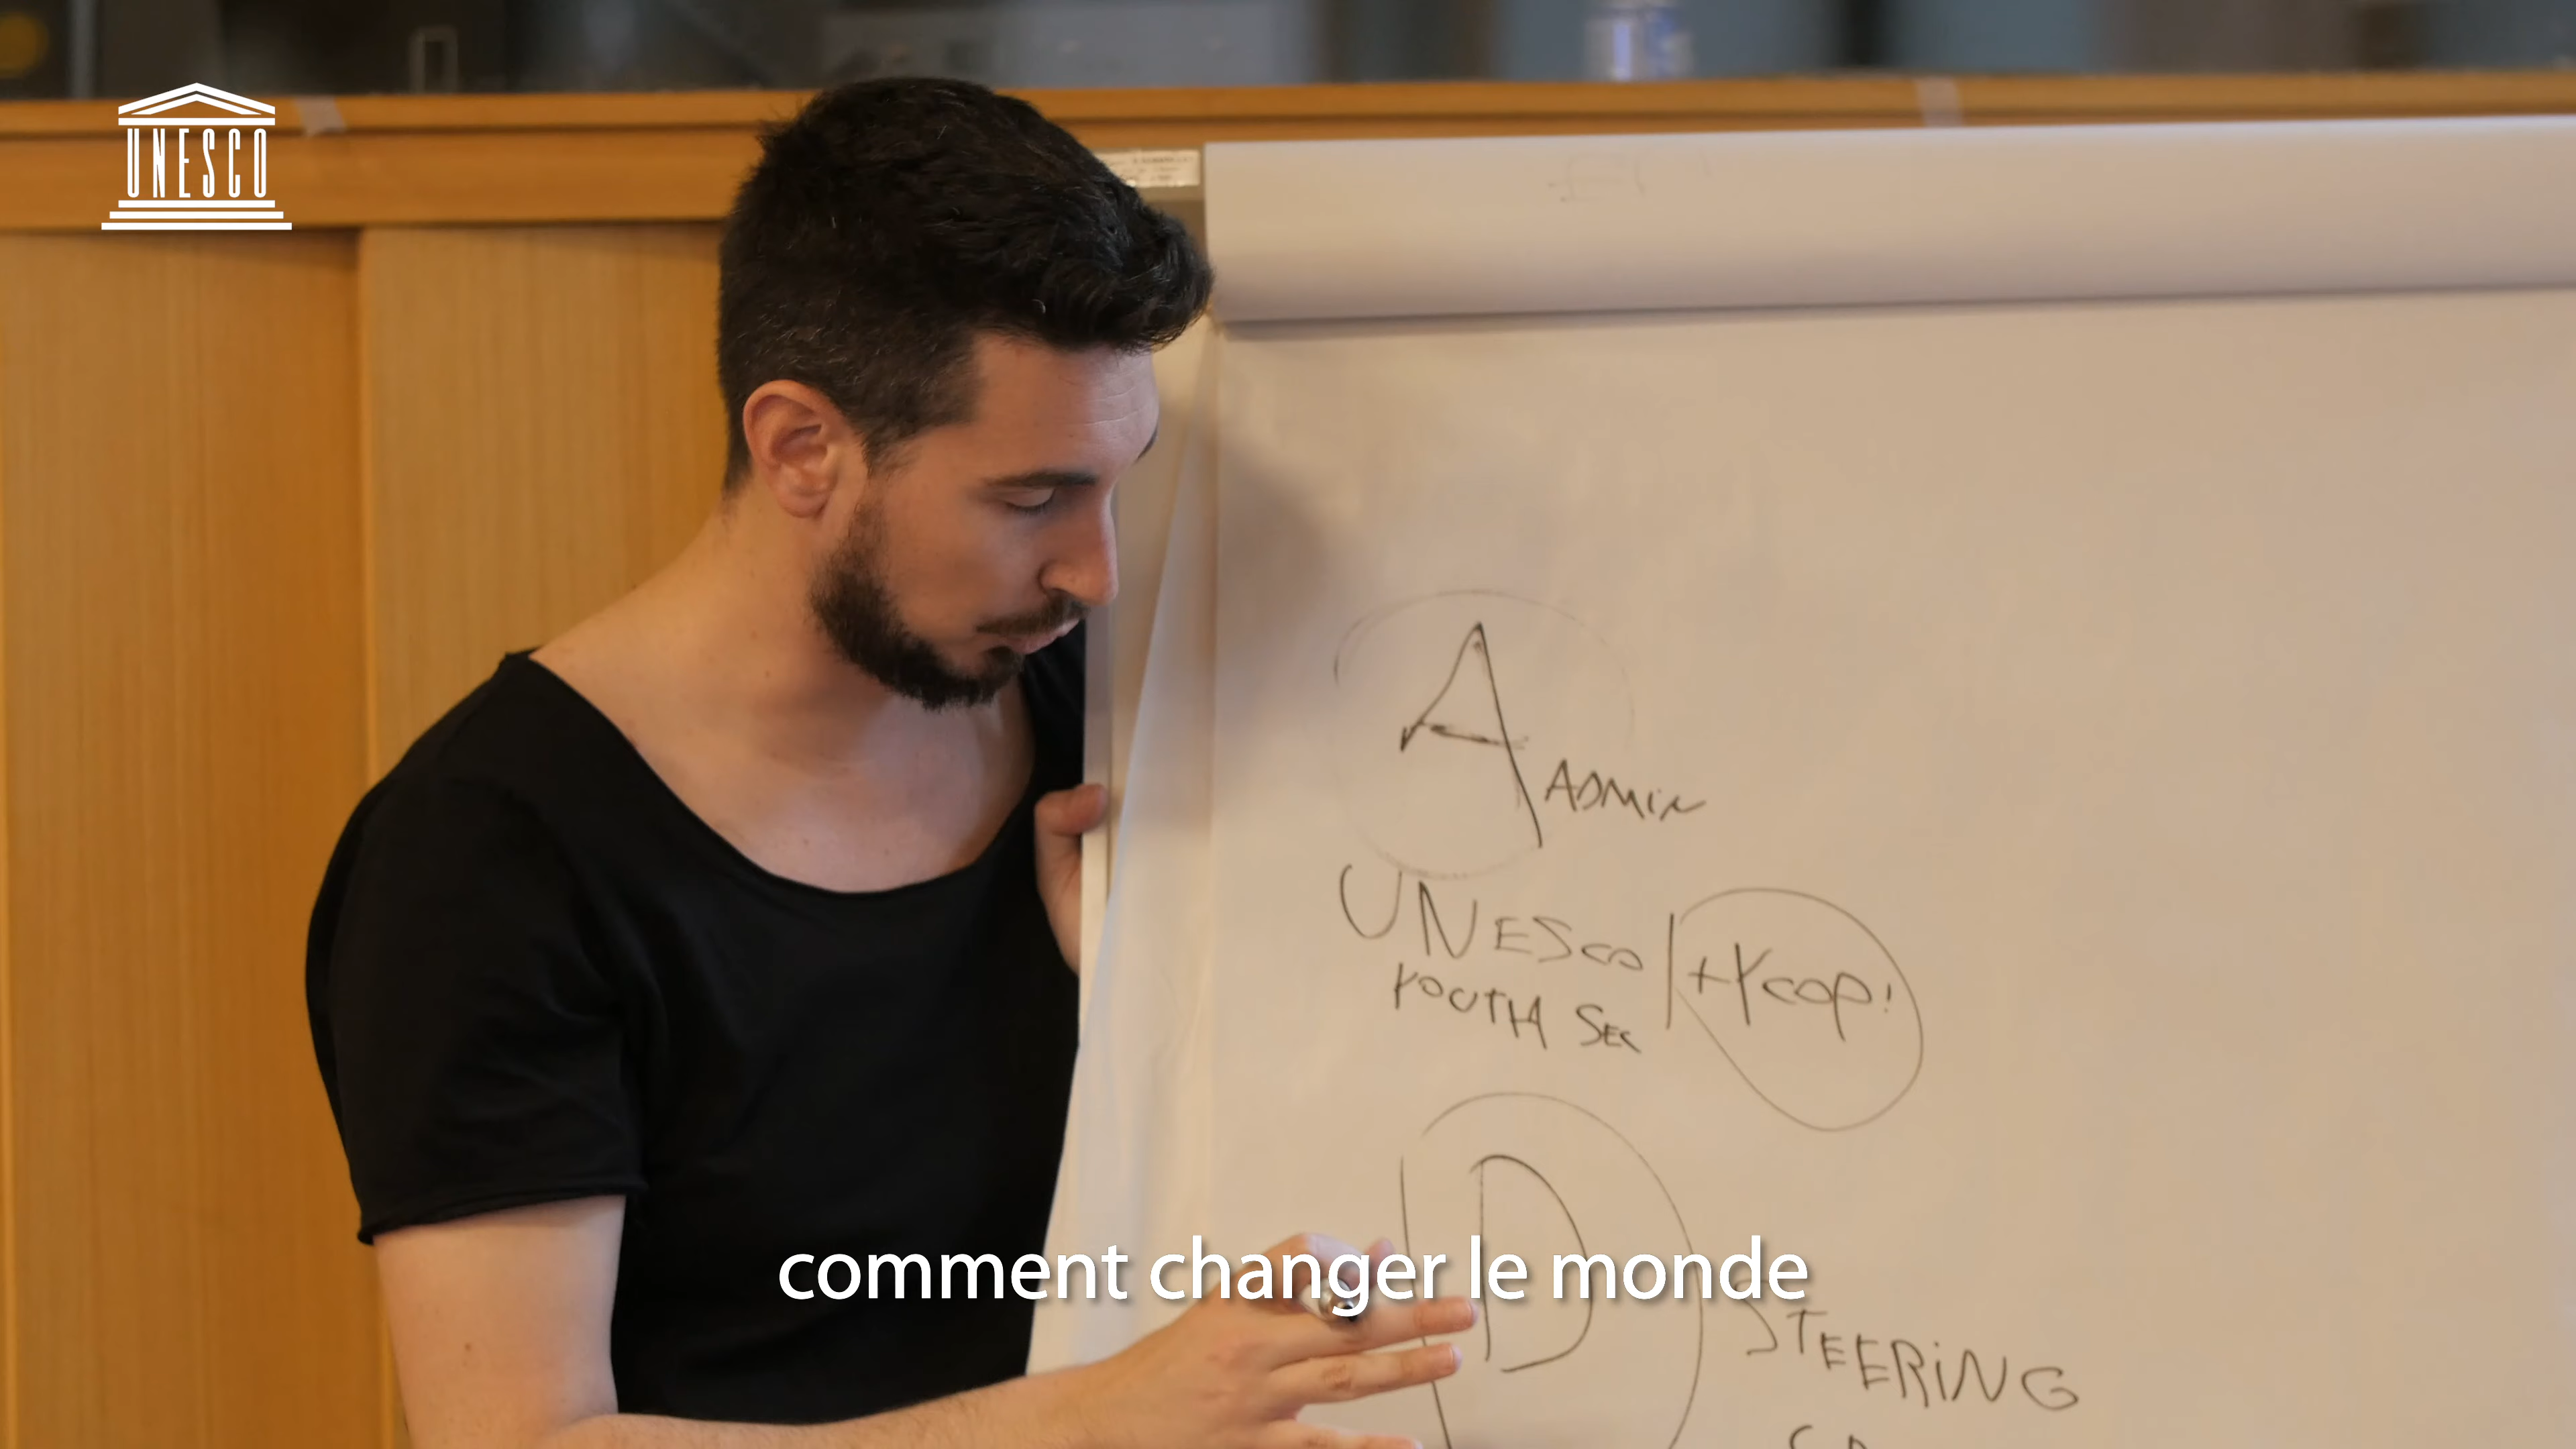 UNESCO
A
ADMIN
UNESCO
YOUTH SEC
+YCOP!
D
comment changer le monde
STEERING